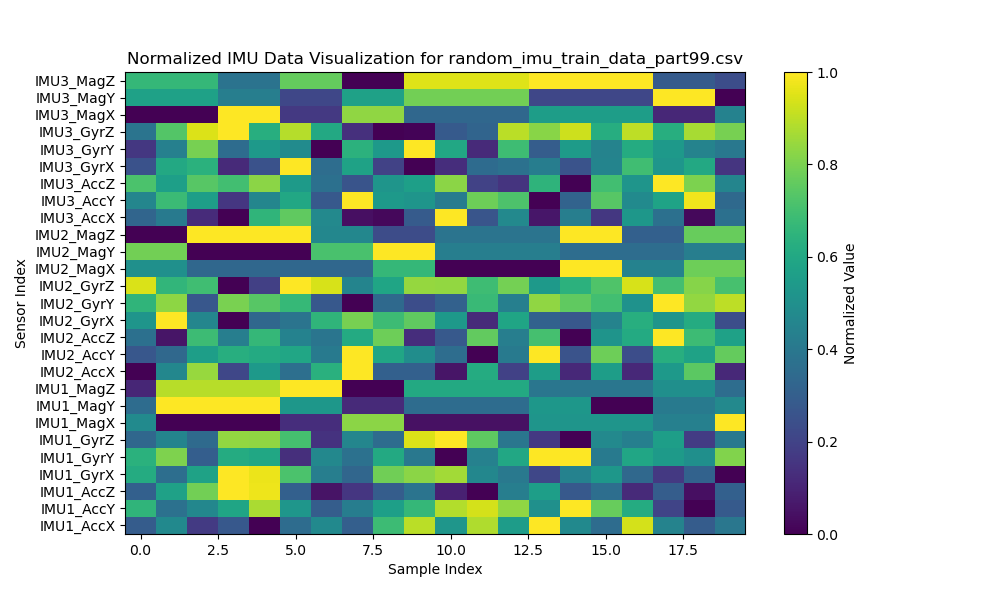 Normalized IMU Data Visualization for random_imu_train_data_part99.csv
IMU3_MagZ
IMU3_MagY
IMU3_MagX
IMU3_GyrZ
IMU3_GyrY
IMU3_GyrX
IMU3_AccZ
IMU3_AccY
IMU3_AccX
IMU2_MagZ
IMU2_MagY
IMU2_MagX
IMU2_GyrZ
IMU2_GyrY
IMU2_GyrX
IMU2_AccZ
IMU2_AccY
IMU2_AccX
IMU1_MagZ
IMU1_MagY
IMU1_MagX
IMU1_GyrZ
IMU1_GyrY
IMU1_GyrX
IMU1_AccZ
IMU1_AccY
IMU1_AccX
Sensor Index
0.0 2.5 5.0 7.5 10.0 12.5 15.0 17.5
Sample Index
1.0
0.8
0.6
0.4
0.2
0.0
Normalized Value